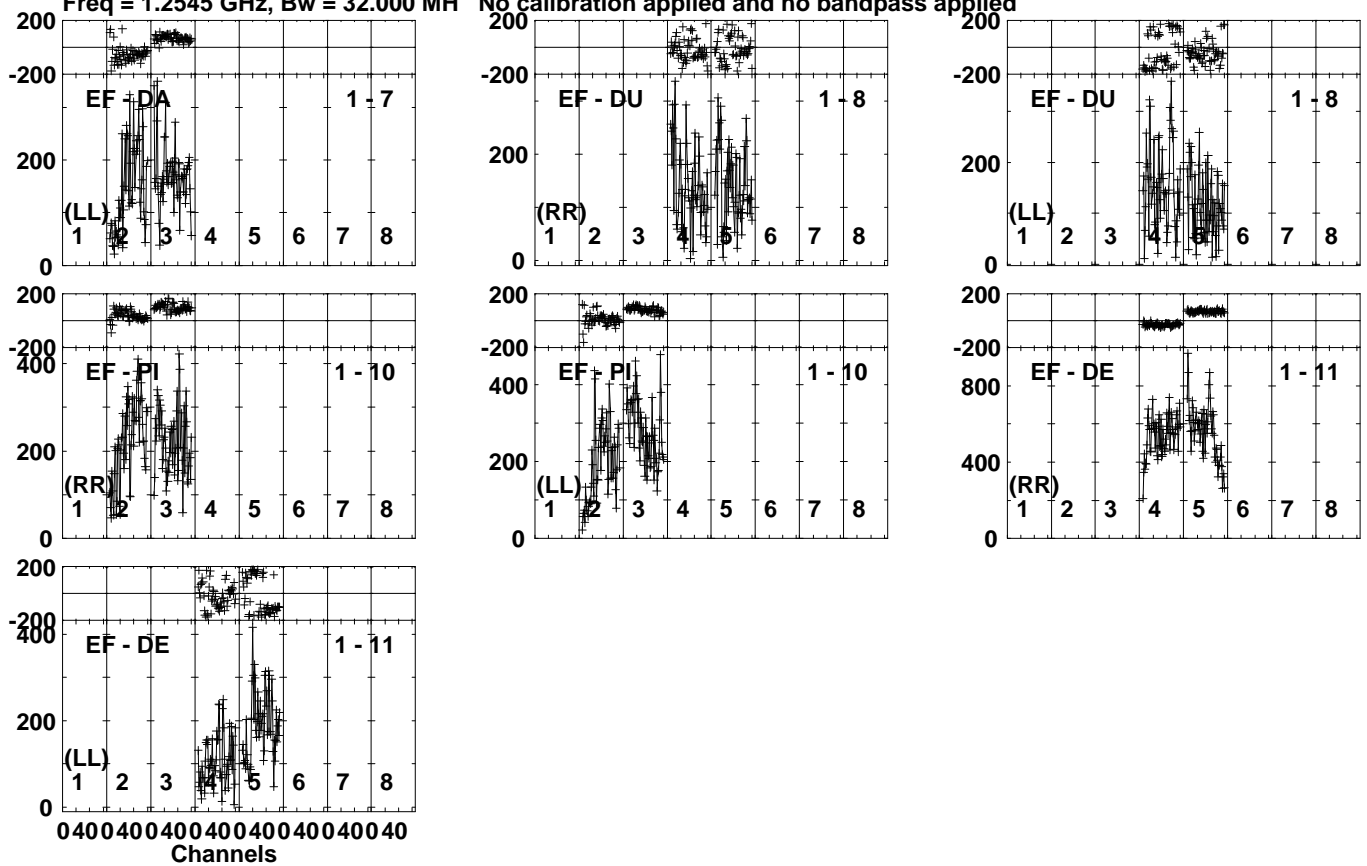 Freq = 1.2545 GHz, Bw = 32.000 MH No calibration applied and no bandpass applied
200
-200
EF - DA 1 - 7
200
(LL)
1 2 3 4 5 6 7 8
0
200
-200
EF - DU 1 - 8
200
(RR)
1 2 3 4 5 6 7 8
0
200
-200
EF - DU 1 - 8
200
(LL)
1 2 3 4 5 6 7 8
0
200
-200
400
EF - PI 1 - 10
200
(RR)
1 2 3 4 5 6 7 8
0
200
-200
EF - PI 1 - 10
400
200
(LL)
1 2 3 4 5 6 7 8
0
200
-200
EF - DE 1 - 11
800
400
(RR)
1 2 3 4 5 6 7 8
0
200
-200
400
EF - DE 1 - 11
200
(LL)
1 2 3 4 5 6 7 8
0
0 40 0 40 0 40 0 40 0 40 0 40 0 40 0 40
Channels